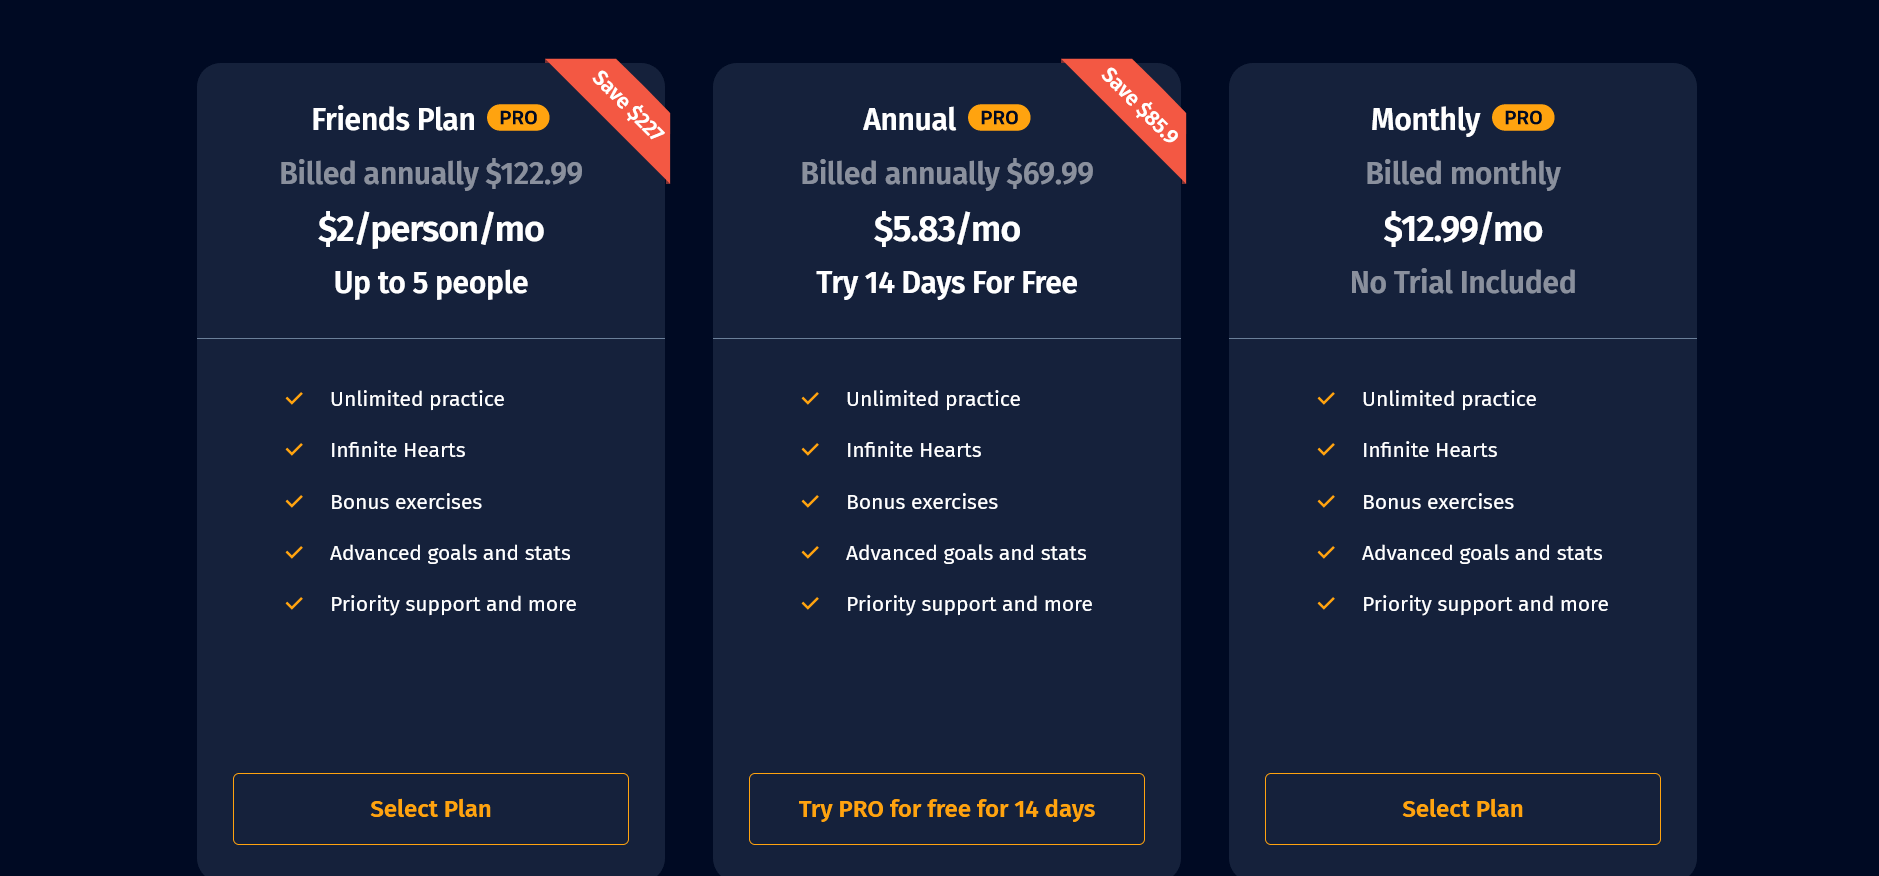 Friends Plan PRO
Save $227
Billed annually $122.99
$2/person/mo
Up to 5 people
Unlimited practice
Infinite Hearts
Bonus exercises
Advanced goals and stats
Priority support and more
Select Plan
Annual PRO
Save $85.9
Billed annually $69.99
$5.83/mo
Try 14 Days For Free
Unlimited practice
Infinite Hearts
Bonus exercises
Advanced goals and stats
Priority support and more
Try PRO for free for 14 days
Monthly PRO
Billed monthly
$12.99/mo
No Trial Included
Unlimited practice
Infinite Hearts
Bonus exercises
Advanced goals and stats
Priority support and more
Select Plan